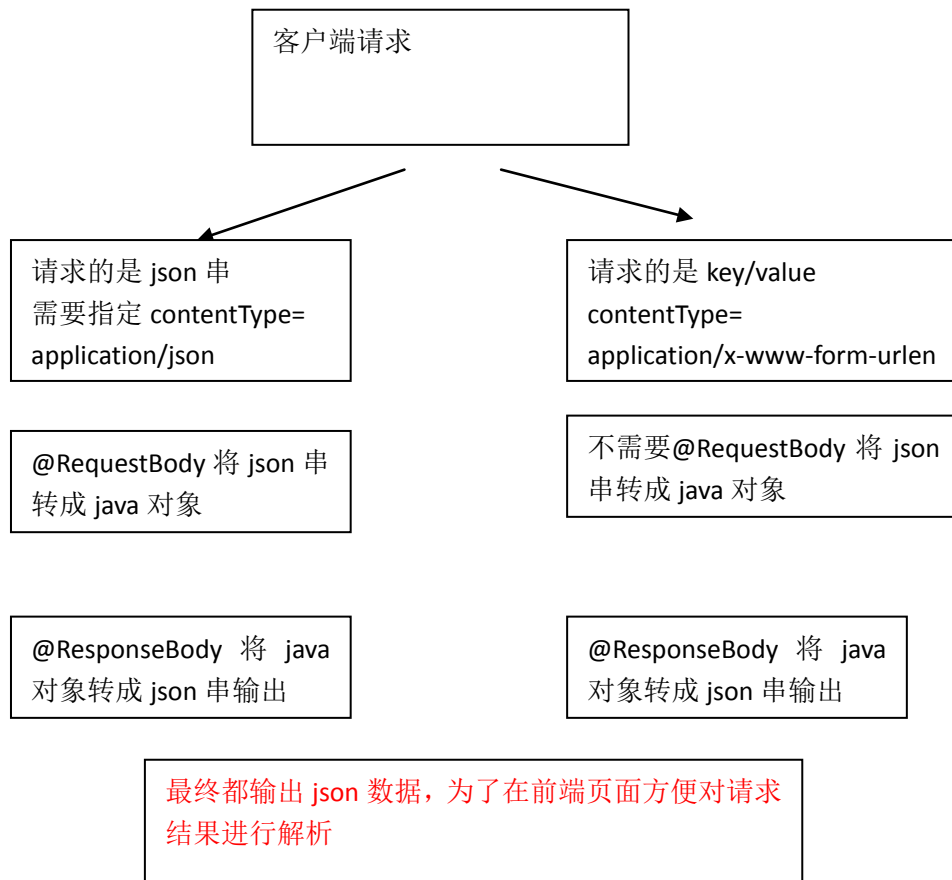 客户端请求
请求的是 json 串
需要指定 contentType=
application/json
请求的是 key/value
contentType=
application/x-www-form-urlen
@RequestBody 将 json 串
转成 java 对象
不需要@RequestBody 将 json
串转成 java 对象
@ResponseBody 将 java
对象转成 json 串输出
@ResponseBody 将 java
对象转成 json 串输出
最终都输出 json 数据，为了在前端页面方便对请求
结果进行解析